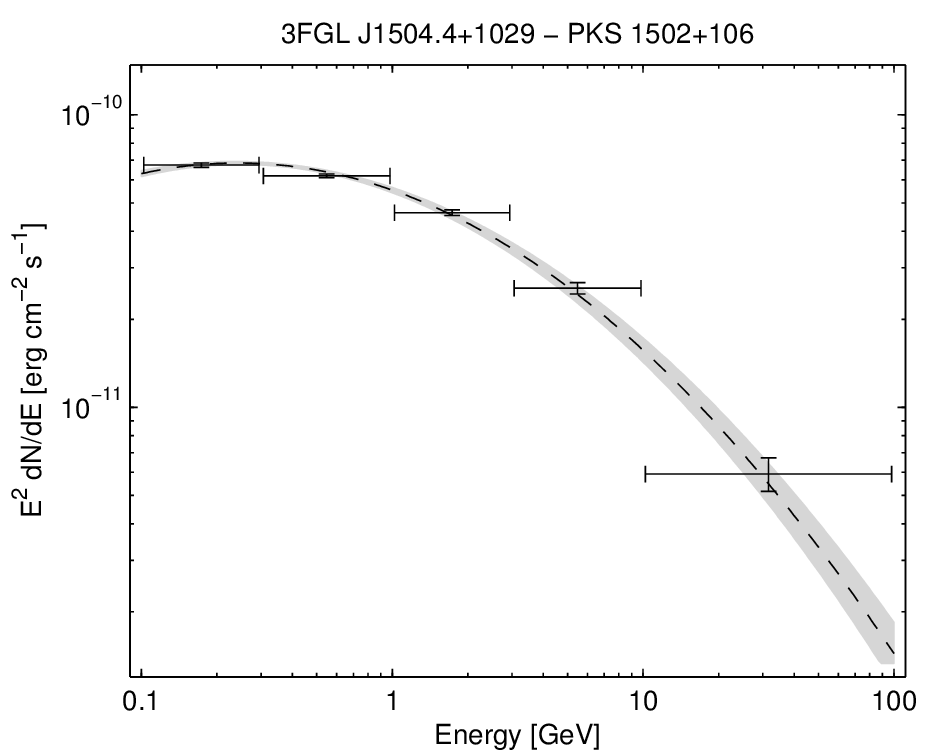 3FGL J1504.4+1029 − PKS 1502+106
10⁻¹⁰
10⁻¹¹
E² dN/dE [erg cm⁻² s⁻¹]
0.1 1 10 100
Energy [GeV]